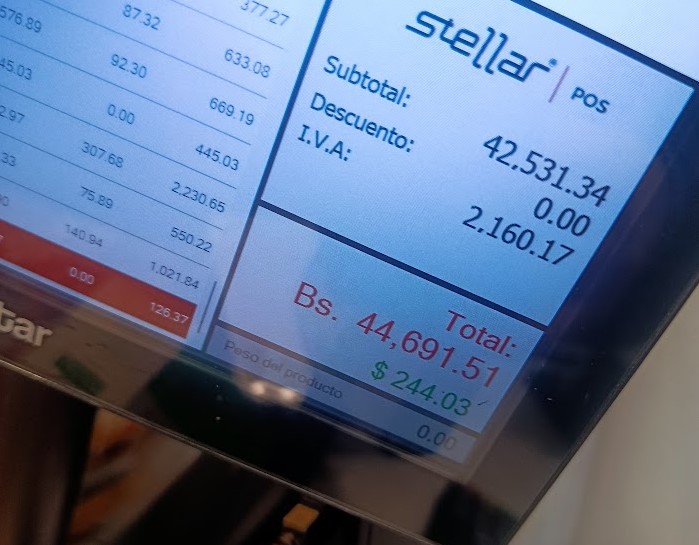 377.27
576.89 87.32 633.08
45.03 92.30 669.19
2.97 0.00 445.03
.33 307.68 2.230.65
75.89 550.22
140.94 1,021.84
0.00 126.37
stellar® | POS
Subtotal: 42,531.34
Descuento: 0.00
I.V.A: 2,160.17
Total:
Bs. 44,691.51
$ 244.03
Peso del producto
0.00
tar